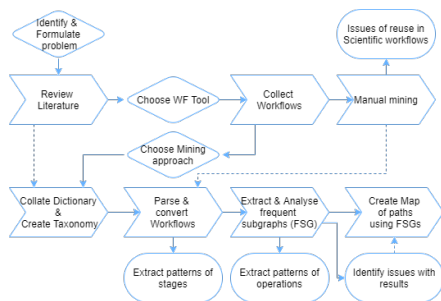 Identify &
Formulate
problem
Issues of reuse in
Scientific workflows
Review
Literature
Choose WF Tool
Collect
Workflows
Manual mining
Choose Mining
approach
Collate Dictionary
&
Create Taxonomy
Parse &
convert
Workflows
Extract & Analyse
frequent
subgraphs (FSG)
Create Map
of paths
using FSGs
Extract patterns of
stages
Extract patterns of
operations
Identify issues with
results